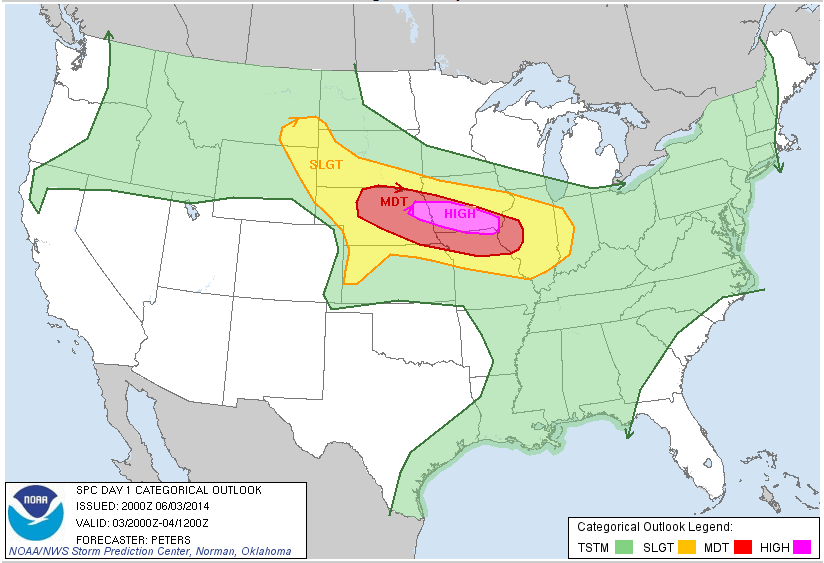 SLGT
MDT
HIGH
NOAA
SPC DAY 1 CATEGORICAL OUTLOOK
ISSUED: 2000Z 06/03/2014
VALID: 03/2000Z-04/1200Z
FORECASTER: PETERS
NOAA/NWS Storm Prediction Center, Norman, Oklahoma
Categorical Outlook Legend:
TSTM SLGT MDT HIGH